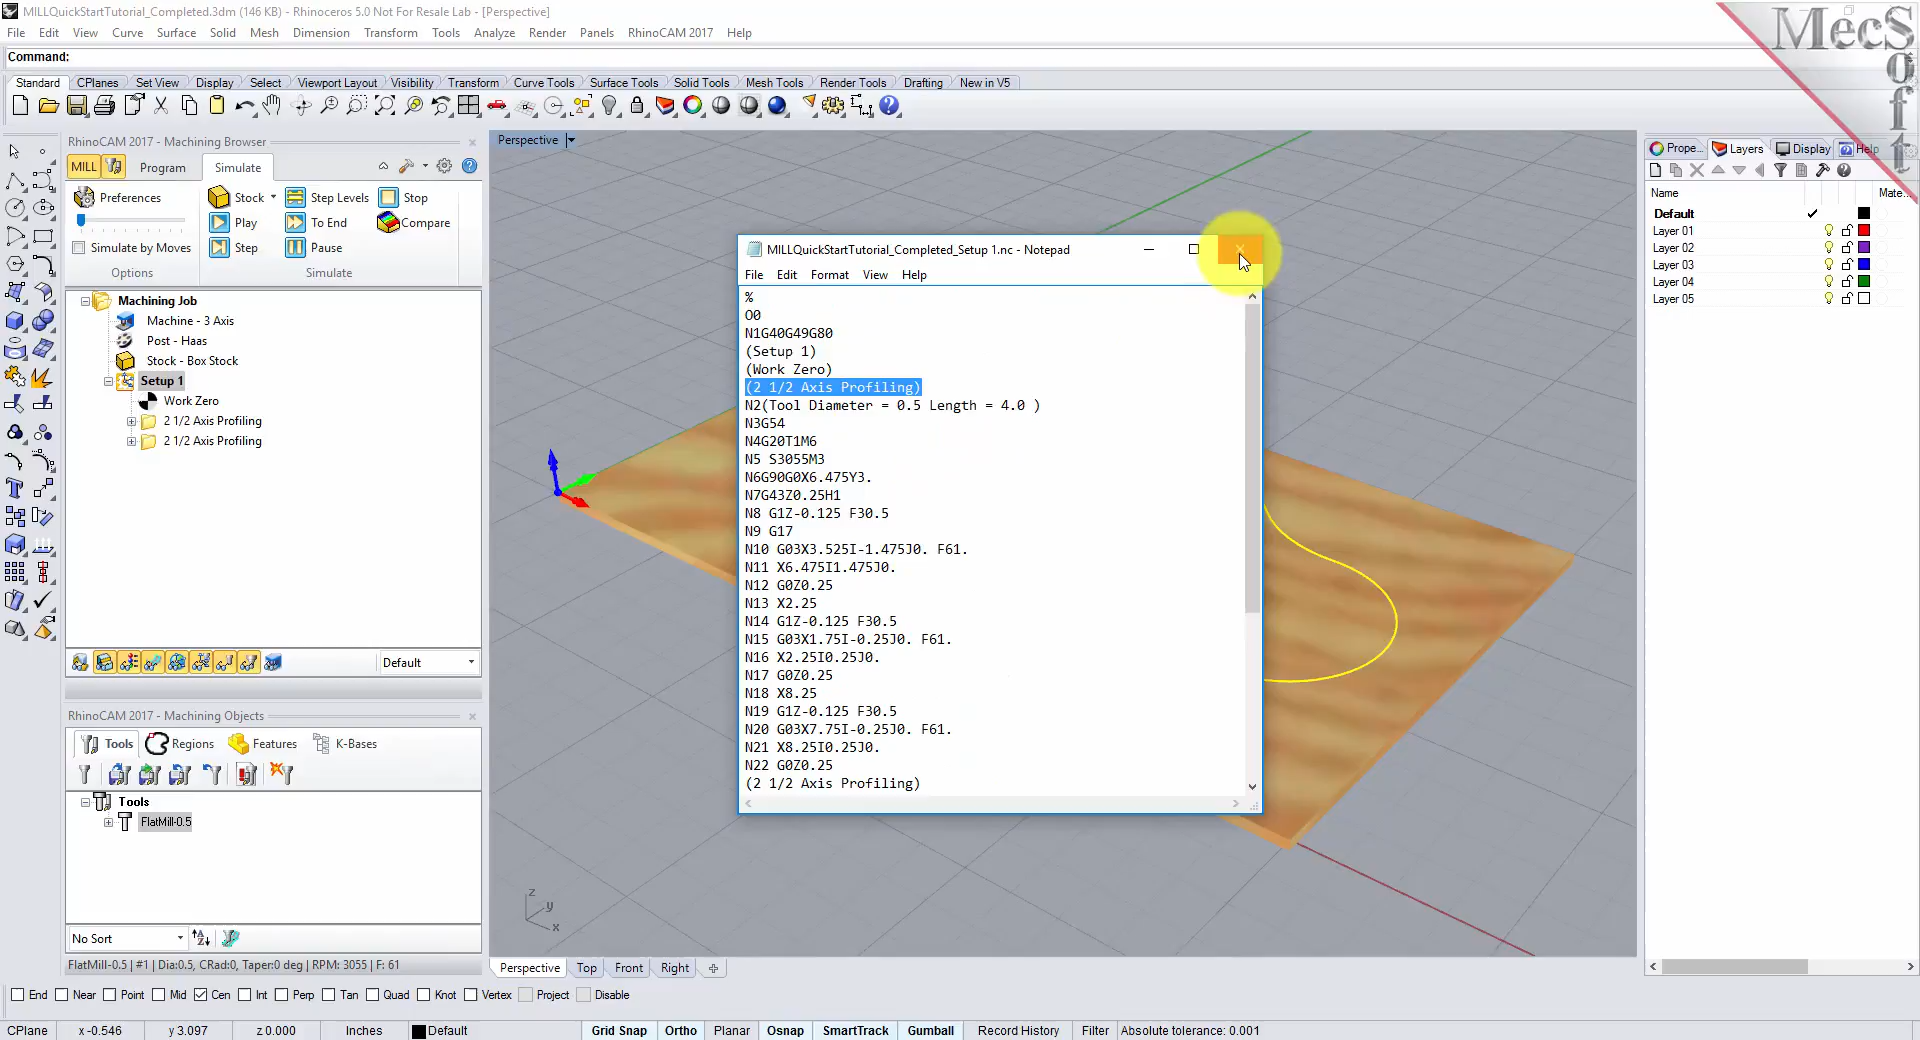 MILLQuickStartTutorial_Completed.3dm (146 KB) - Rhinoceros 5.0 Not For Resale Lab - [Perspective]
File Edit View Curve Surface Solid Mesh Dimension Transform Tools Analyze Render Panels RhinoCAM 2017 Help
MecSoft
Command:
Standard CPlanes Set View Display Select Viewport Layout Visibility Transform Curve Tools Surface Tools Solid Tools Mesh Tools Render Tools Drafting New in V5
RhinoCAM 2017 - Machining Browser
MILL Program Simulate
Preferences Stock Step Levels Stop
Play To End Compare
Simulate by Moves Step Pause
Options Simulate
Machining Job
Machine - 3 Axis
Post - Haas
Stock - Box Stock
Setup 1
Work Zero
2 1/2 Axis Profiling
2 1/2 Axis Profiling
Default
RhinoCAM 2017 - Machining Objects
Tools Regions Features K-Bases
Tools
FlatMill-0.5
No Sort
FlatMill-0.5 | #1 | Dia:0.5, CRad:0, Taper:0 deg | RPM: 3055 | F: 61
Perspective
MILLQuickStartTutorial_Completed_Setup 1.nc - Notepad
File Edit Format View Help
%
O0
N1G40G49G80
(Setup 1)
(Work Zero)
(2 1/2 Axis Profiling)
N2(Tool Diameter = 0.5 Length = 4.0 )
N3G54
N4G20T1M6
N5 S3055M3
N6G90G0X6.475Y3.
N7G43Z0.25H1
N8 G1Z-0.125 F30.5
N9 G17
N10 G03X3.525I-1.475J0. F61.
N11 X6.475I1.475J0.
N12 G0Z0.25
N13 X2.25
N14 G1Z-0.125 F30.5
N15 G03X1.75I-0.25J0. F61.
N16 X2.25I0.25J0.
N17 G0Z0.25
N18 X8.25
N19 G1Z-0.125 F30.5
N20 G03X7.75I-0.25J0. F61.
N21 X8.25I0.25J0.
N22 G0Z0.25
(2 1/2 Axis Profiling)
z
y
x
Prope... Layers Display Help
Name Mate...
Default
Layer 01
Layer 02
Layer 03
Layer 04
Layer 05
Perspective Top Front Right
End Near Point Mid Cen Int Perp Tan Quad Knot Vertex Project Disable
CPlane x -0.546 y 3.097 z 0.000 Inches Default Grid Snap Ortho Planar Osnap SmartTrack Gumball Record History Filter Absolute tolerance: 0.001